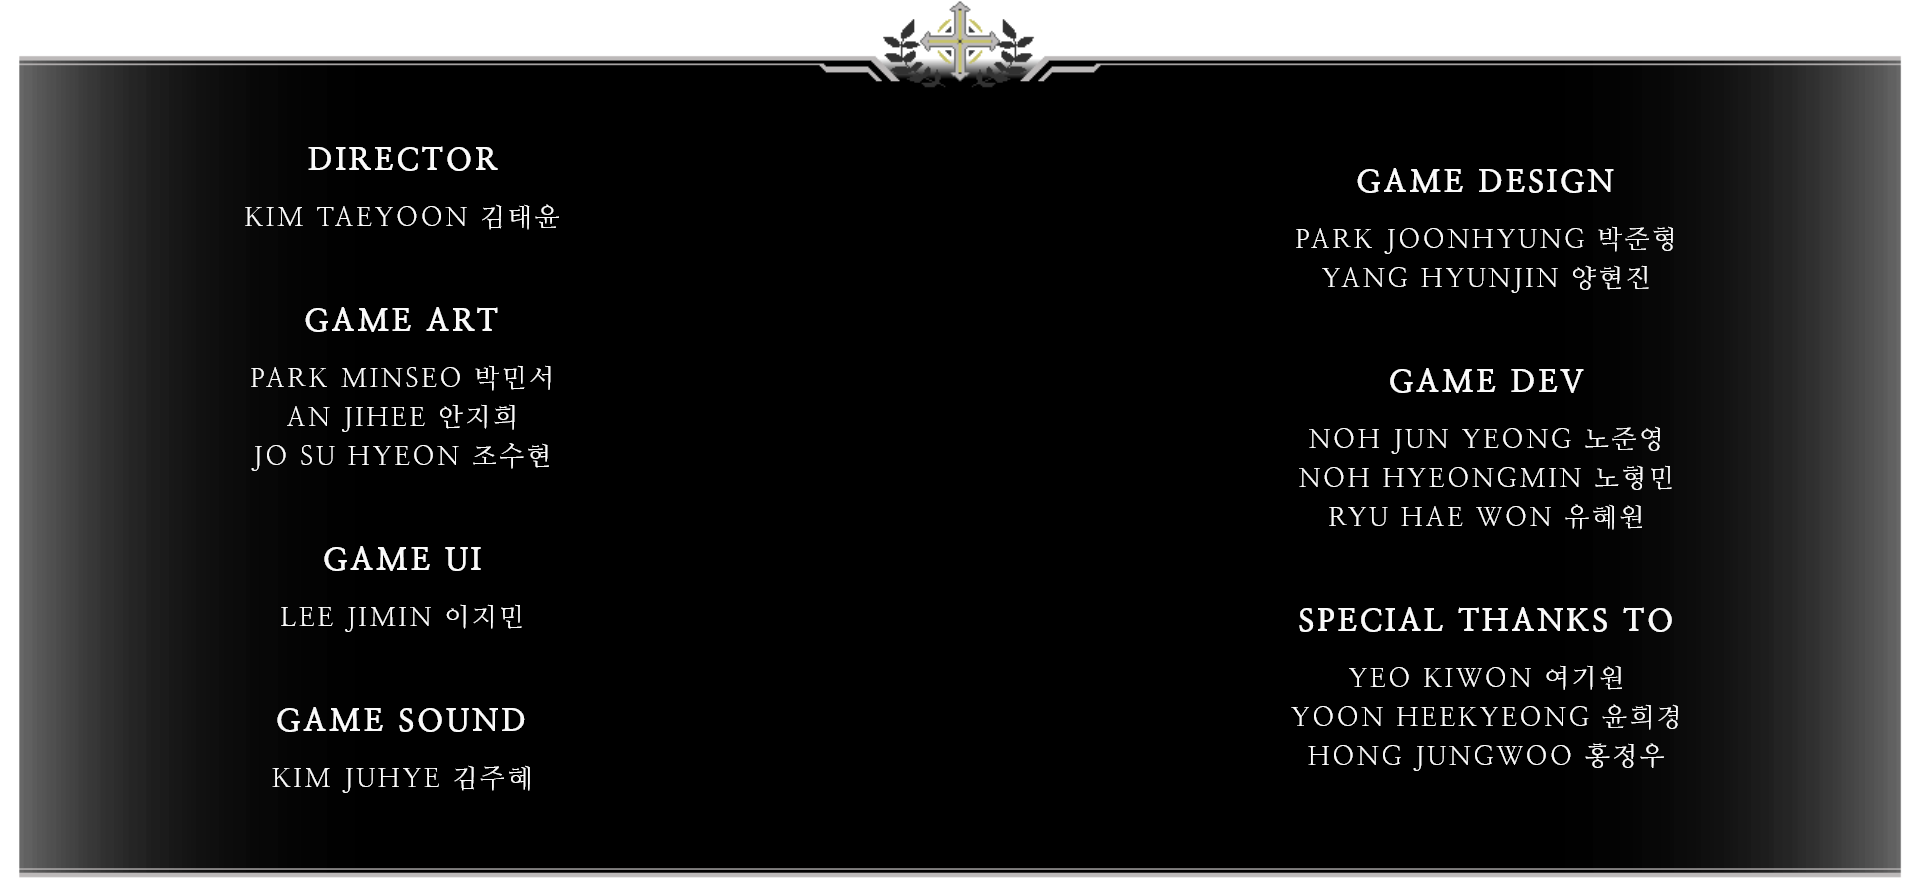 DIRECTOR
KIM TAEYOON 김태윤
GAME ART
PARK MINSEO 박민서
AN JIHEE 안지희
JO SU HYEON 조수현
GAME UI
LEE JIMIN 이지민
GAME SOUND
KIM JUHYE 김주혜
GAME DESIGN
PARK JOONHYUNG 박준형
YANG HYUNJIN 양현진
GAME DEV
NOH JUN YEONG 노준영
NOH HYEONGMIN 노형민
RYU HAE WON 유혜원
SPECIAL THANKS TO
YEO KIWON 여기원
YOON HEEKYEONG 윤희경
HONG JUNGWOO 홍정우